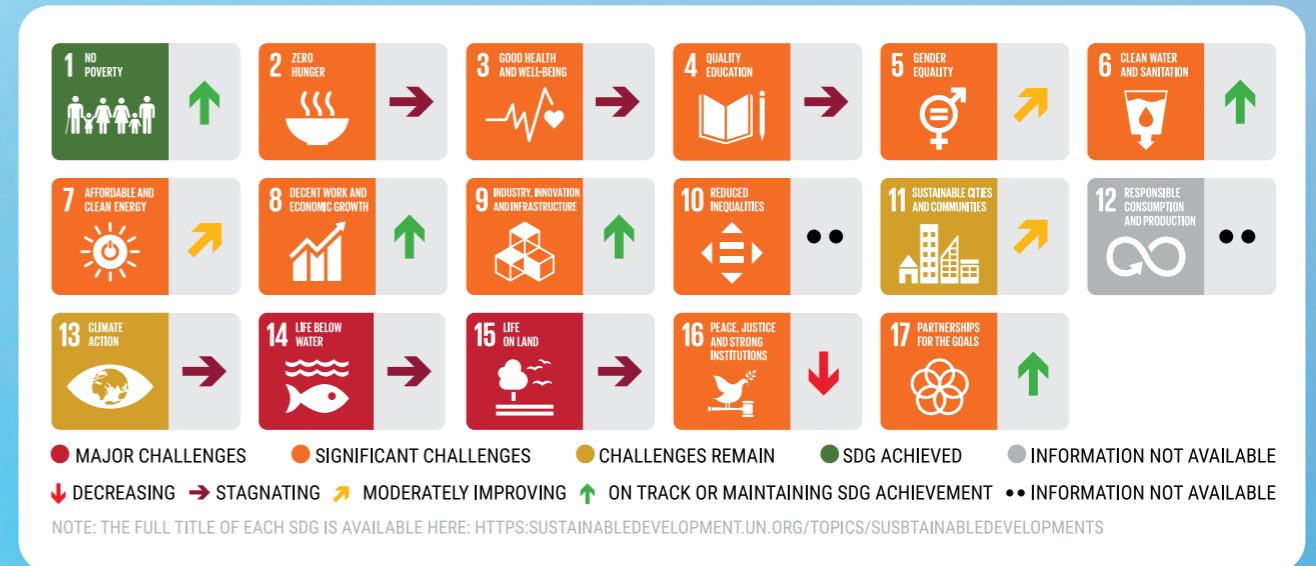 1 NO
POVERTY
2 ZERO
HUNGER
3 GOOD HEALTH
AND WELL-BEING
4 QUALITY
EDUCATION
5 GENDER
EQUALITY
6 CLEAN WATER
AND SANITATION
7 AFFORDABLE AND
CLEAN ENERGY
8 DECENT WORK AND
ECONOMIC GROWTH
9 INDUSTRY, INNOVATION
AND INFRASTRUCTURE
10 REDUCED
INEQUALITIES
11 SUSTAINABLE CITIES
AND COMMUNITIES
12 RESPONSIBLE
CONSUMPTION
AND PRODUCTION
13 CLIMATE
ACTION
14 LIFE BELOW
WATER
15 LIFE
ON LAND
16 PEACE, JUSTICE
AND STRONG
INSTITUTIONS
17 PARTNERSHIPS
FOR THE GOALS
MAJOR CHALLENGES SIGNIFICANT CHALLENGES CHALLENGES REMAIN SDG ACHIEVED INFORMATION NOT AVAILABLE
DECREASING STAGNATING MODERATELY IMPROVING ON TRACK OR MAINTAINING SDG ACHIEVEMENT INFORMATION NOT AVAILABLE
NOTE: THE FULL TITLE OF EACH SDG IS AVAILABLE HERE: HTTPS:SUSTAINABLEDEVELOPMENT.UN.ORG/TOPICS/SUSBTAINABLEDEVELOPMENTS